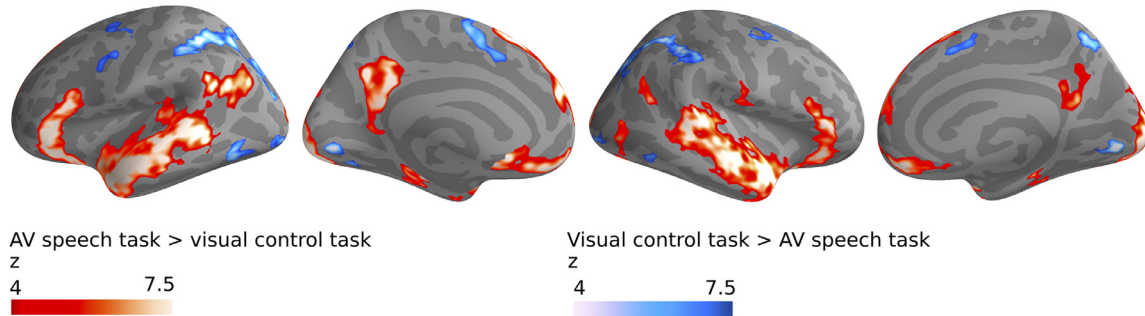 AV speech task > visual control task
Visual control task > AV speech task
z
z
4 7.5
4 7.5